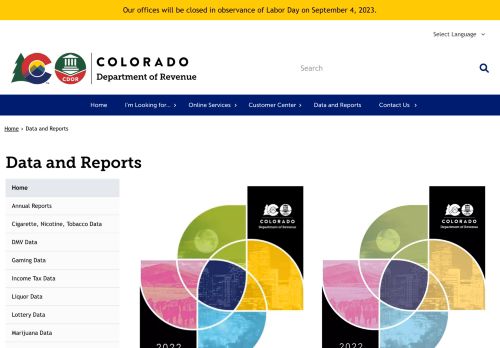 Our offices will be closed in observance of Labor Day on September 4, 2023.
Select Language
CDOR
COLORADO
Department of Revenue
Search
Home
I'm Looking for...
Online Services
Customer Center
Data and Reports
Contact Us
Home › Data and Reports
Data and Reports
Home
Annual Reports
Cigarette, Nicotine, Tobacco Data
DMV Data
Gaming Data
Income Tax Data
Liquor Data
Lottery Data
Marijuana Data
COLORADO
Department of Revenue
2022
COLORADO
Department of Revenue
2022